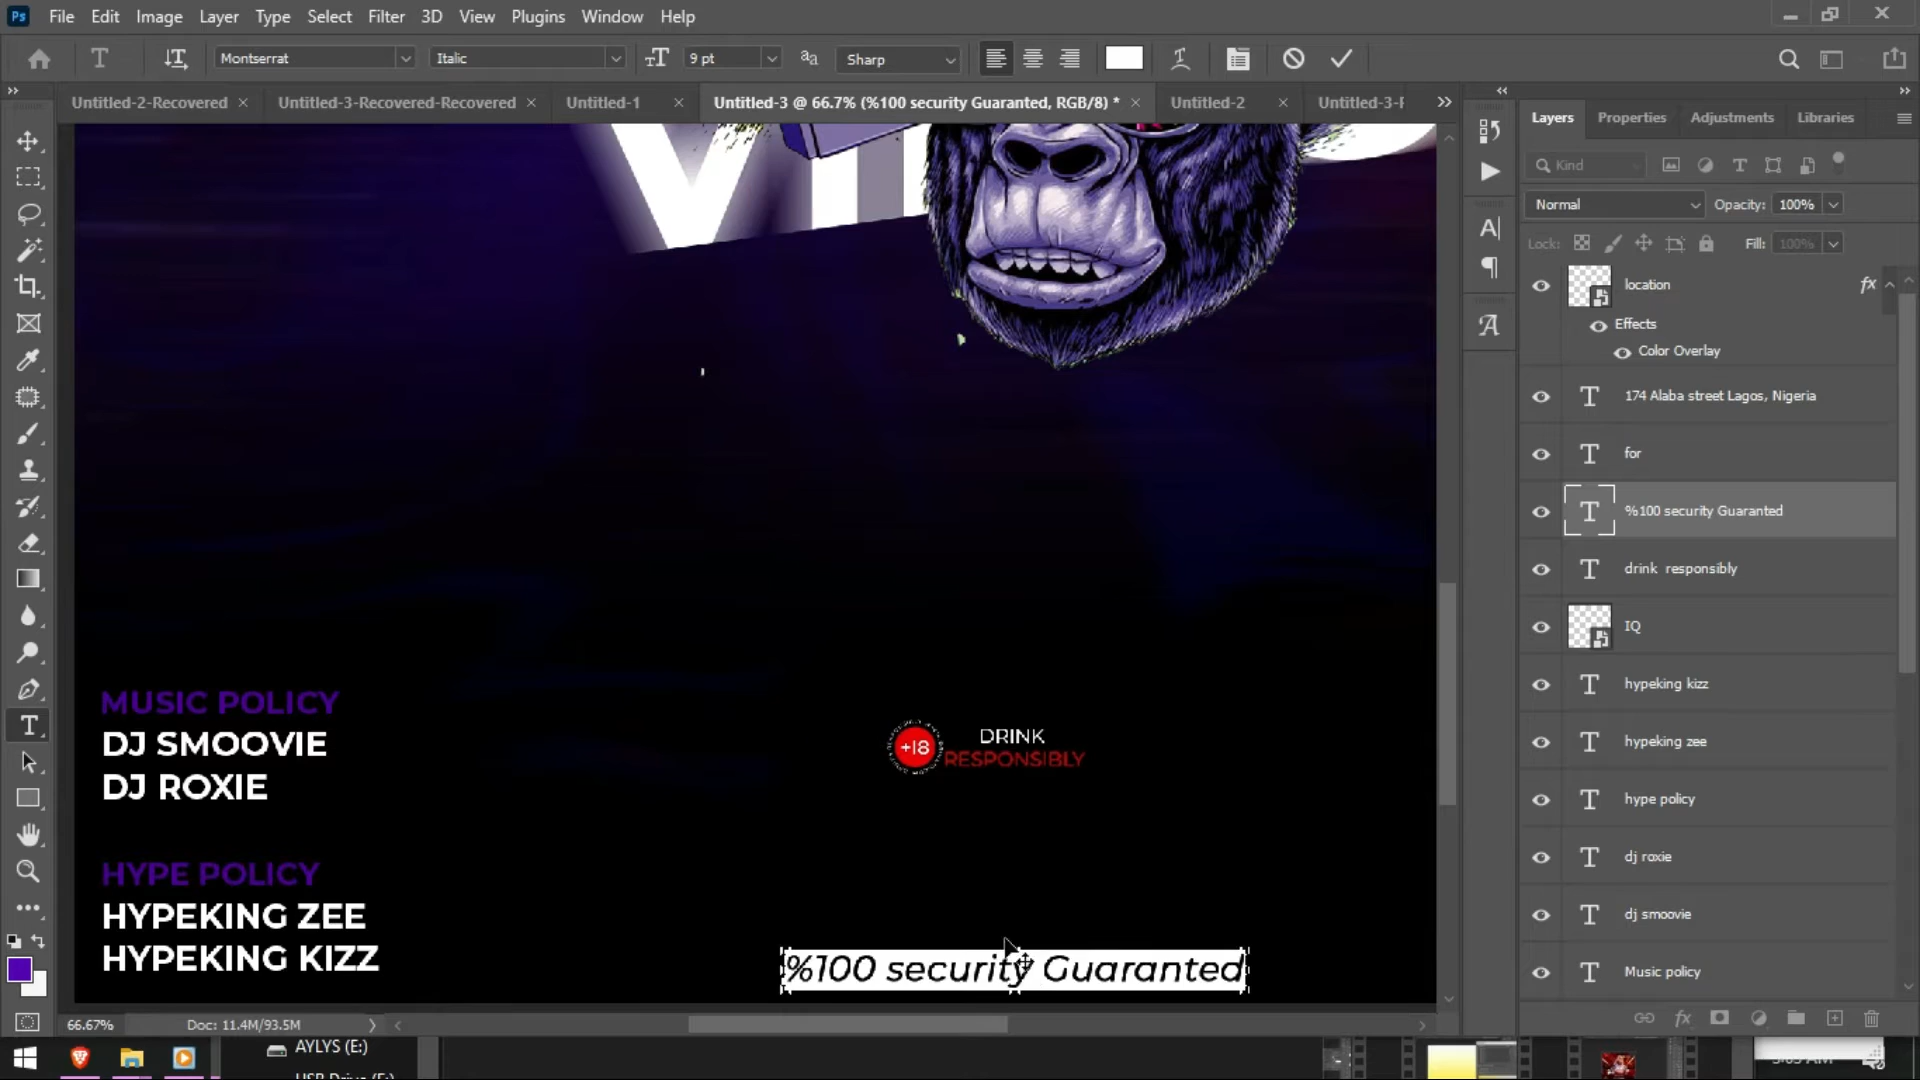 Ps File Edit Image Layer Type Select Filter 3D View Plugins Window Help
T Montserrat Italic 9 pt Sharp
Untitled-2-Recovered Untitled-3-Recovered-Recovered Untitled-1 Untitled-3 @ 66.7% (%100 security Guaranted, RGB/8) * Untitled-2 Untitled-3-F
Layers Properties Adjustments Libraries
Kind
Normal Opacity: 100%
Lock: Fill: 100%
location fx
Effects
Color Overlay
174 Alaba street Lagos, Nigeria
for
%100 security Guaranted
drink responsibly
IQ
hypeking kizz
hypeking zee
hype policy
dj roxie
dj smoovie
Music policy
MUSIC POLICY
DJ SMOOVIE
DJ ROXIE
+18 DRINK
RESPONSIBLY
HYPE POLICY
HYPEKING ZEE
HYPEKING KIZZ
%100 security Guaranted
66.67% Doc: 11.4M/93.5M
AYLYS (E:)